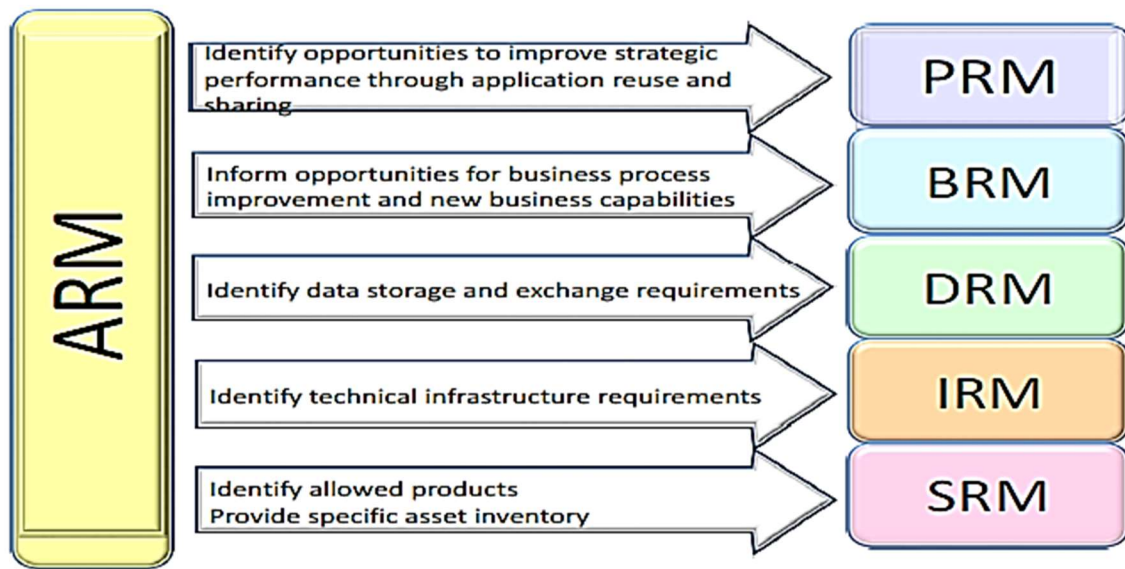 ARM
Identify opportunities to improve strategic
performance through application reuse and
sharing
PRM
Inform opportunities for business process
improvement and new business capabilities
BRM
Identify data storage and exchange requirements
DRM
Identify technical infrastructure requirements
IRM
Identify allowed products
Provide specific asset inventory
SRM